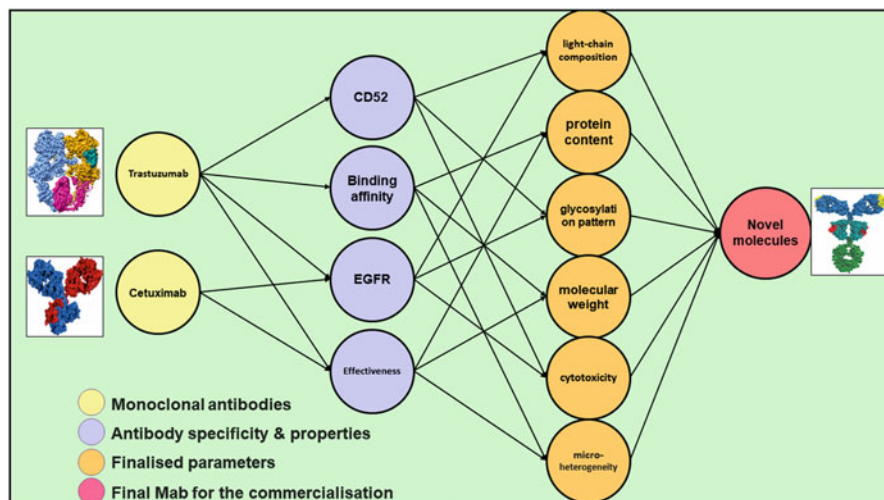 light-chain
composition
CD52
protein
content
Trastuzumab
Binding
affinity
glycosylati
on pattern
Novel
molecules
EGFR
Cetuximab
molecular
weight
Effectiveness
cytotoxicity
micro-
heterogeneity
Monoclonal antibodies
Antibody specificity & properties
Finalised parameters
Final Mab for the commercialisation